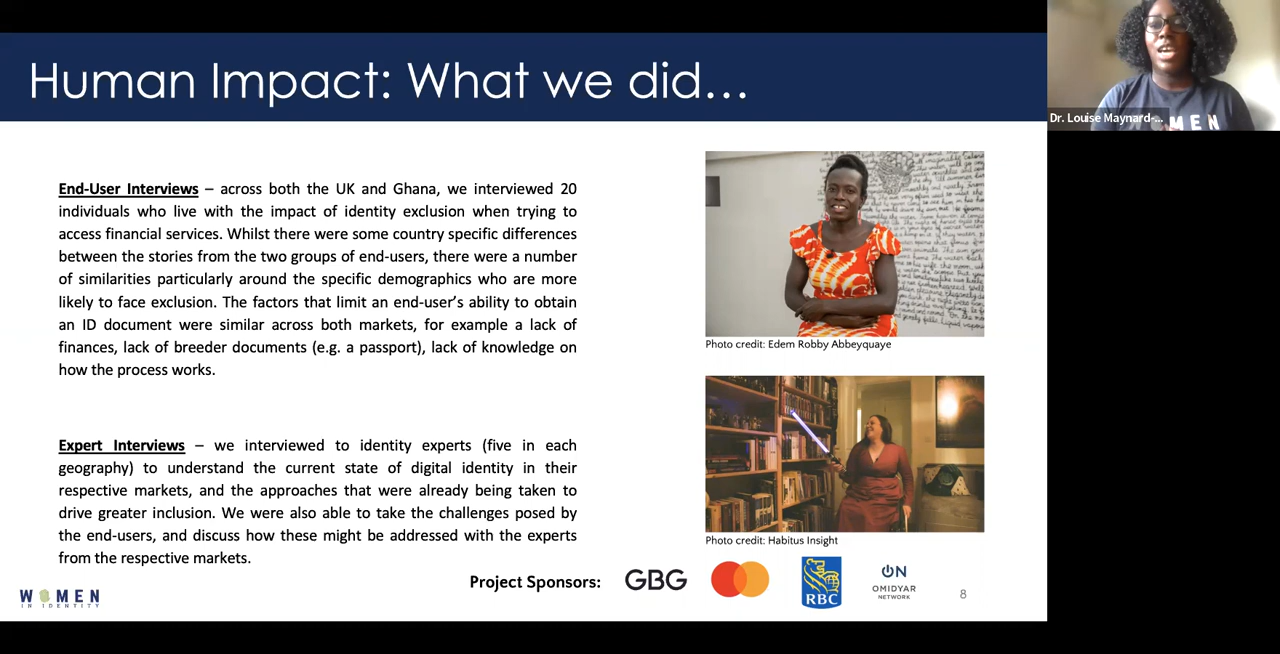 Human Impact: What we did...
Dr. Louise Maynard-...
W MEN
End-User Interviews – across both the UK and Ghana, we interviewed 20
individuals who live with the impact of identity exclusion when trying to
access financial services. Whilst there were some country specific differences
between the stories from the two groups of end-users, there were a number
of similarities particularly around the specific demographics who are more
likely to face exclusion. The factors that limit an end-user's ability to obtain
an ID document were similar across both markets, for example a lack of
finances, lack of breeder documents (e.g. a passport), lack of knowledge on
how the process works.
Photo credit: Edem Robby Abbeyquaye
Expert Interviews – we interviewed to identity experts (five in each
geography) to understand the current state of digital identity in their
respective markets, and the approaches that were already being taken to
drive greater inclusion. We were also able to take the challenges posed by
the end-users, and discuss how these might be addressed with the experts
from the respective markets.
Photo credit: Habitus Insight
Project Sponsors:
GBG
RBC
ON
OMIDYAR
NETWORK
8
W MEN
IN IDENTITY